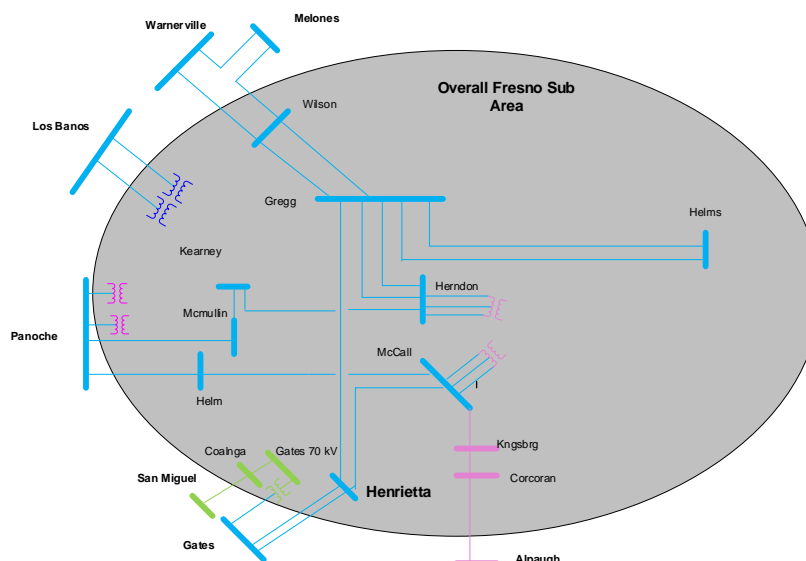 Melones
Warnerville
Overall Fresno Sub
Area
Wilson
Los Banos
Gregg
Helms
Kearney
Herndon
Mcmullin
Panoche
McCall
I
Helm
Kngsbrg
Coalnga
Gates 70 kV
San Miguel
Corcoran
Henrietta
Gates
Alpaugh